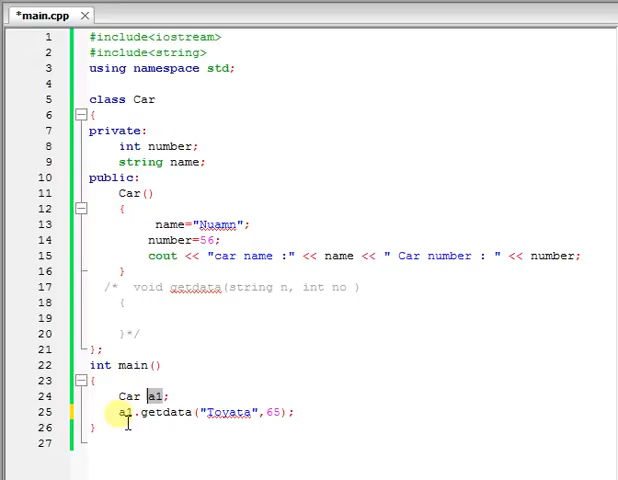 *main.cpp
1 #include<iostream>
2 #include<string>
3 using namespace std;
4
5 class Car
6 {
7 private:
8 int number;
9 string name;
10 public:
11 Car()
12 {
13 name="Nuamn";
14 number=56;
15 cout << "car name :" << name << " Car number : " << number;
16 }
17 /* void getdata(string n, int no )
18 {
19
20 }*/
21 };
22 int main()
23 {
24 Car a1;
25 a1.getdata("Toyata",65);
26 }
27